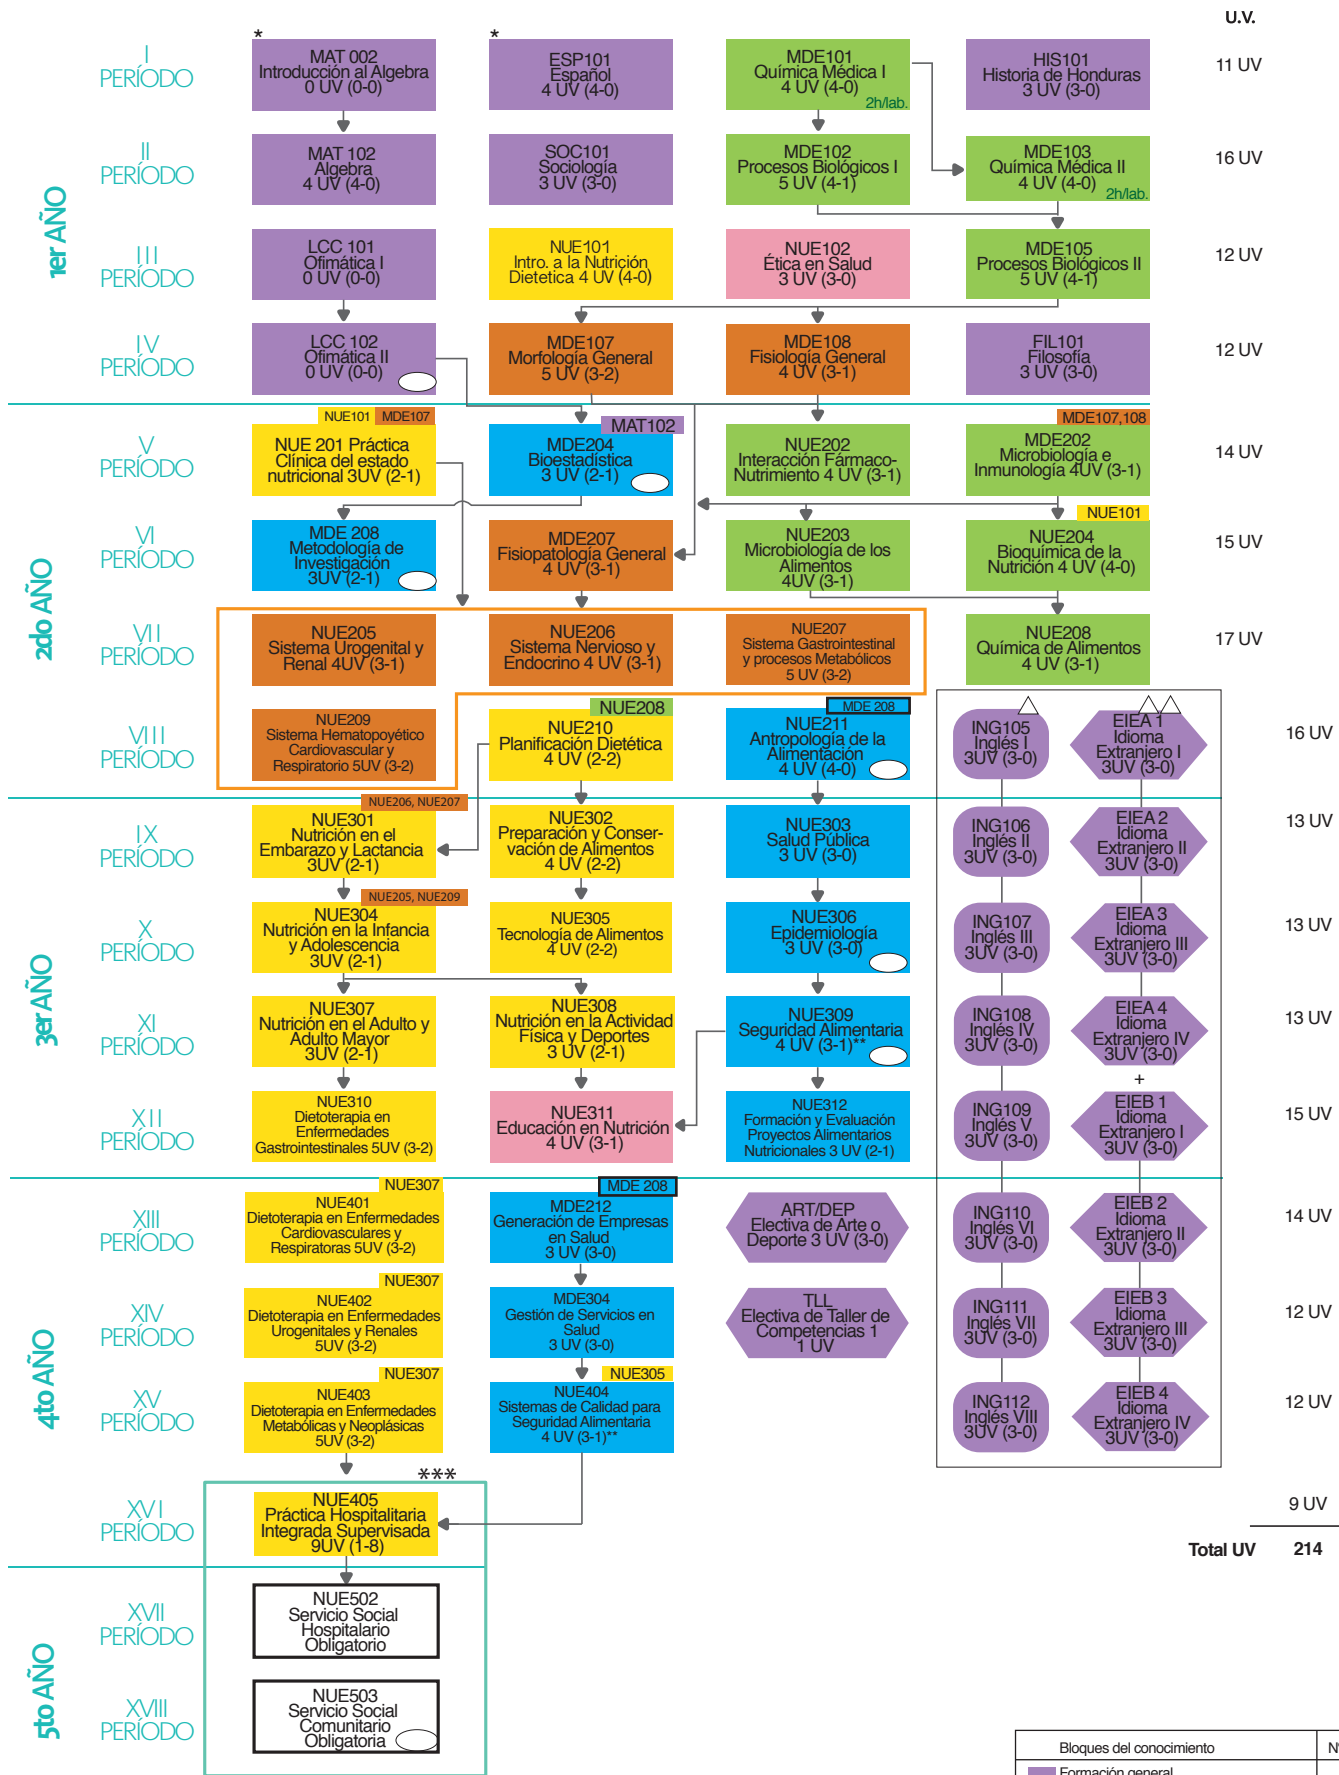 U.V.
1er AÑO
I
PERÍODO
*
MAT 002
Introducción al Algebra
0 UV (0-0)
*
ESP101
Español
4 UV (4-0)
MDE101
Química Médica I
4 UV (4-0)
2h/lab.
HIS101
Historia de Honduras
3 UV (3-0)
11 UV
II
PERÍODO
MAT 102
Algebra
4 UV (4-0)
SOC101
Sociología
3 UV (3-0)
MDE102
Procesos Biológicos I
5 UV (4-1)
MDE103
Química Médica II
4 UV (4-0)
2h/lab.
16 UV
III
PERÍODO
LCC 101
Ofimática I
0 UV (0-0)
NUE101
Intro. a la Nutrición
Dietetica 4 UV (4-0)
NUE102
Ética en Salud
3 UV (3-0)
MDE105
Procesos Biológicos II
5 UV (4-1)
12 UV
IV
PERÍODO
LCC 102
Ofimática II
0 UV (0-0)
MDE107
Morfología General
5 UV (3-2)
MDE108
Fisiología General
4 UV (3-1)
FIL101
Filosofía
3 UV (3-0)
12 UV
2do AÑO
V
PERÍODO
NUE101 MDE107
NUE 201 Práctica
Clínica del estado
nutricional 3UV (2-1)
MAT102
MDE204
Bioestadística
3 UV (2-1)
NUE202
Interacción Fármaco-
Nutrimiento 4 UV (3-1)
MDE107,108
MDE202
Microbiología e
Inmunología 4UV (3-1)
14 UV
VI
PERÍODO
MDE 208
Metodología de
Investigación
3UV (2-1)
MDE207
Fisiopatología General
4 UV (3-1)
NUE203
Microbiología de los
Alimentos
4UV (3-1)
NUE101
NUE204
Bioquímica de la
Nutrición 4 UV (4-0)
15 UV
VII
PERÍODO
NUE205
Sistema Urogenital y
Renal 4UV (3-1)
NUE206
Sistema Nervioso y
Endocrino 4 UV (3-1)
NUE207
Sistema Gastrointestinal
y procesos Metabólicos
5 UV (3-2)
NUE208
Química de Alimentos
4 UV (3-1)
17 UV
VIII
PERÍODO
NUE209
Sistema Hematopoyético
Cardiovascular y
Respiratorio 5UV (3-2)
NUE208
NUE210
Planificación Dietética
4 UV (2-2)
MDE 208
NUE211
Antropología de la
Alimentación
4 UV (4-0)
ING105
Inglés I
3UV (3-0)
EIEA 1
Idioma
Extranjero I
3UV (3-0)
16 UV
3er AÑO
IX
PERÍODO
NUE206, NUE207
NUE301
Nutrición en el
Embarazo y Lactancia
3UV (2-1)
NUE302
Preparación y Conser-
vación de Alimentos
4 UV (2-2)
NUE303
Salud Pública
3 UV (3-0)
ING106
Inglés II
3UV (3-0)
EIEA 2
Idioma
Extranjero II
3UV (3-0)
13 UV
X
PERÍODO
NUE205, NUE209
NUE304
Nutrición en la Infancia
y Adolescencia
3UV (2-1)
NUE305
Tecnología de Alimentos
4 UV (2-2)
NUE306
Epidemiología
3 UV (3-0)
ING107
Inglés III
3UV (3-0)
EIEA 3
Idioma
Extranjero III
3UV (3-0)
13 UV
XI
PERÍODO
NUE307
Nutrición en el Adulto y
Adulto Mayor
3UV (2-1)
NUE308
Nutrición en la Actividad
Física y Deportes
3 UV (2-1)
NUE309
Seguridad Alimentaria
4 UV (3-1)**
ING108
Inglés IV
3UV (3-0)
EIEA 4
Idioma
Extranjero IV
3UV (3-0)
+
13 UV
XII
PERÍODO
NUE310
Dietoterapia en
Enfermedades
Gastrointestinales 5UV (3-2)
NUE311
Educación en Nutrición
4 UV (3-1)
NUE312
Formación y Evaluación
Proyectos Alimentarios
Nutricionales 3 UV (2-1)
ING109
Inglés V
3UV (3-0)
EIEB 1
Idioma
Extranjero I
3UV (3-0)
15 UV
4to AÑO
XIII
PERÍODO
NUE307
NUE401
Dietoterapia en Enfermedades
Cardiovasculares y
Respiratoras 5UV (3-2)
MDE 208
MDE212
Generación de Empresas
en Salud
3 UV (3-0)
ART/DEP
Electiva de Arte o
Deporte 3 UV (3-0)
ING110
Inglés VI
3UV (3-0)
EIEB 2
Idioma
Extranjero II
3UV (3-0)
14 UV
XIV
PERÍODO
NUE307
NUE402
Dietoterapia en Enfermedades
Urogenitales y Renales
5UV (3-2)
MDE304
Gestión de Servicios en
Salud
3 UV (3-0)
TLL
Electiva de Taller de
Competencias 1
1 UV
ING111
Inglés VII
3UV (3-0)
EIEB 3
Idioma
Extranjero III
3UV (3-0)
12 UV
XV
PERÍODO
NUE307
NUE403
Dietoterapia en Enfermedades
Metabólicas y Neoplásicas
5UV (3-2)
NUE305
NUE404
Sistemas de Calidad para
Seguridad Alimentaria
4 UV (3-1)**
ING112
Inglés VIII
3UV (3-0)
EIEB 4
Idioma
Extranjero IV
3UV (3-0)
12 UV
XVI
PERÍODO
***
NUE405
Práctica Hospitalitaria
Integrada Supervisada
9UV (1-8)
9 UV
Total UV 214
5to AÑO
XVII
PERÍODO
NUE502
Servicio Social
Hospitalario
Obligatorio
XVIII
PERÍODO
NUE503
Servicio Social
Comunitario
Obligatoria
Bloques del conocimiento
Formación general